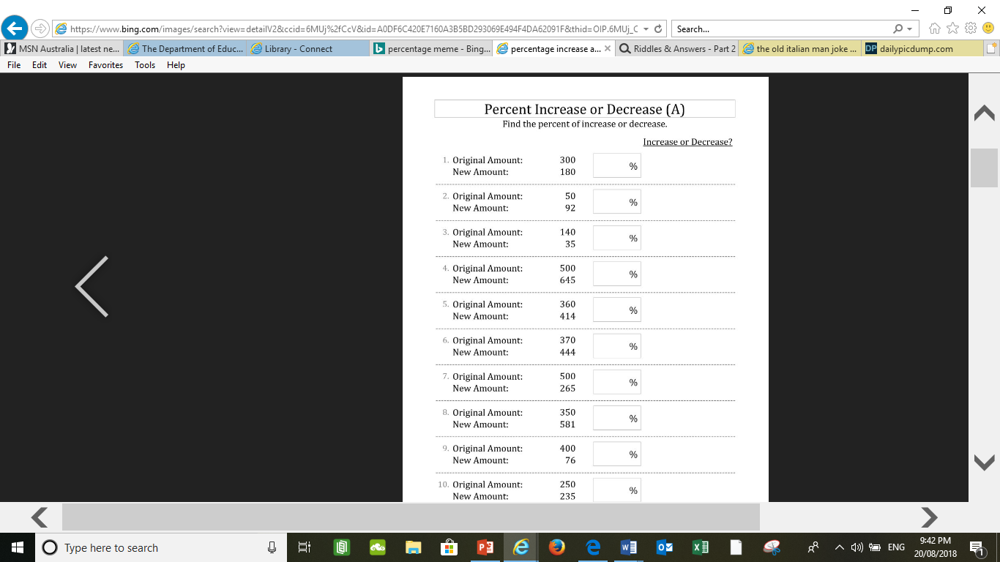 https://www.bing.com/images/search?view=detailV2&ccid=6MUj%2fCcV&id=A0DF6C420E7160A3B5BD293069E494F4DA62091F&thid=OIP.6MUj_C
Search...
MSN Australia | latest ne...
The Department of Educ...
Library - Connect
percentage meme - Bing...
percentage increase a...
Riddles & Answers - Part 2
the old italian man joke ...
DP dailypicdump.com
File Edit View Favorites Tools Help
Percent Increase or Decrease (A)
Find the percent of increase or decrease.
Increase or Decrease?
1. Original Amount: 300
New Amount: 180
%
2. Original Amount: 50
New Amount: 92
%
3. Original Amount: 140
New Amount: 35
%
4. Original Amount: 500
New Amount: 645
%
5. Original Amount: 360
New Amount: 414
%
6. Original Amount: 370
New Amount: 444
%
7. Original Amount: 500
New Amount: 265
%
8. Original Amount: 350
New Amount: 581
%
9. Original Amount: 400
New Amount: 76
%
10. Original Amount: 250
New Amount: 235
%
Type here to search
ENG
9:42 PM
20/08/2018
1